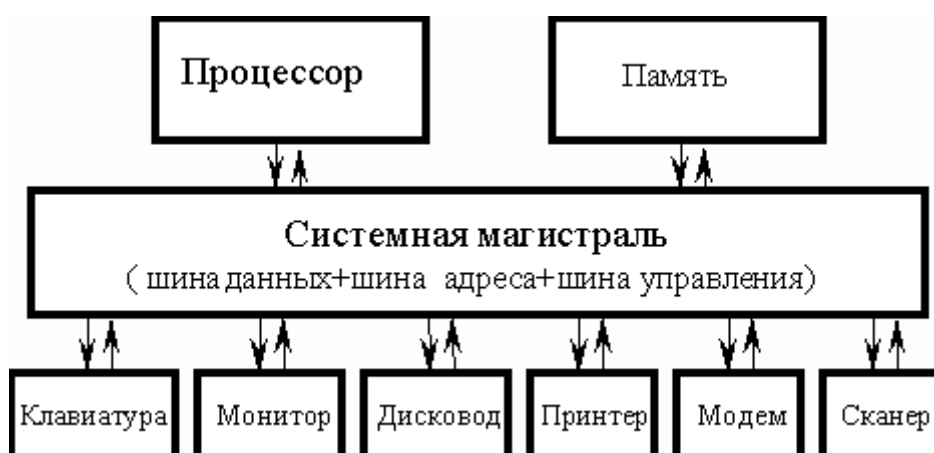 Процессор
Память
Системная магистраль
( шина данных+шина адреса+шина управления)
Клавиатура
Монитор
Дисковод
Принтер
Модем
Сканер